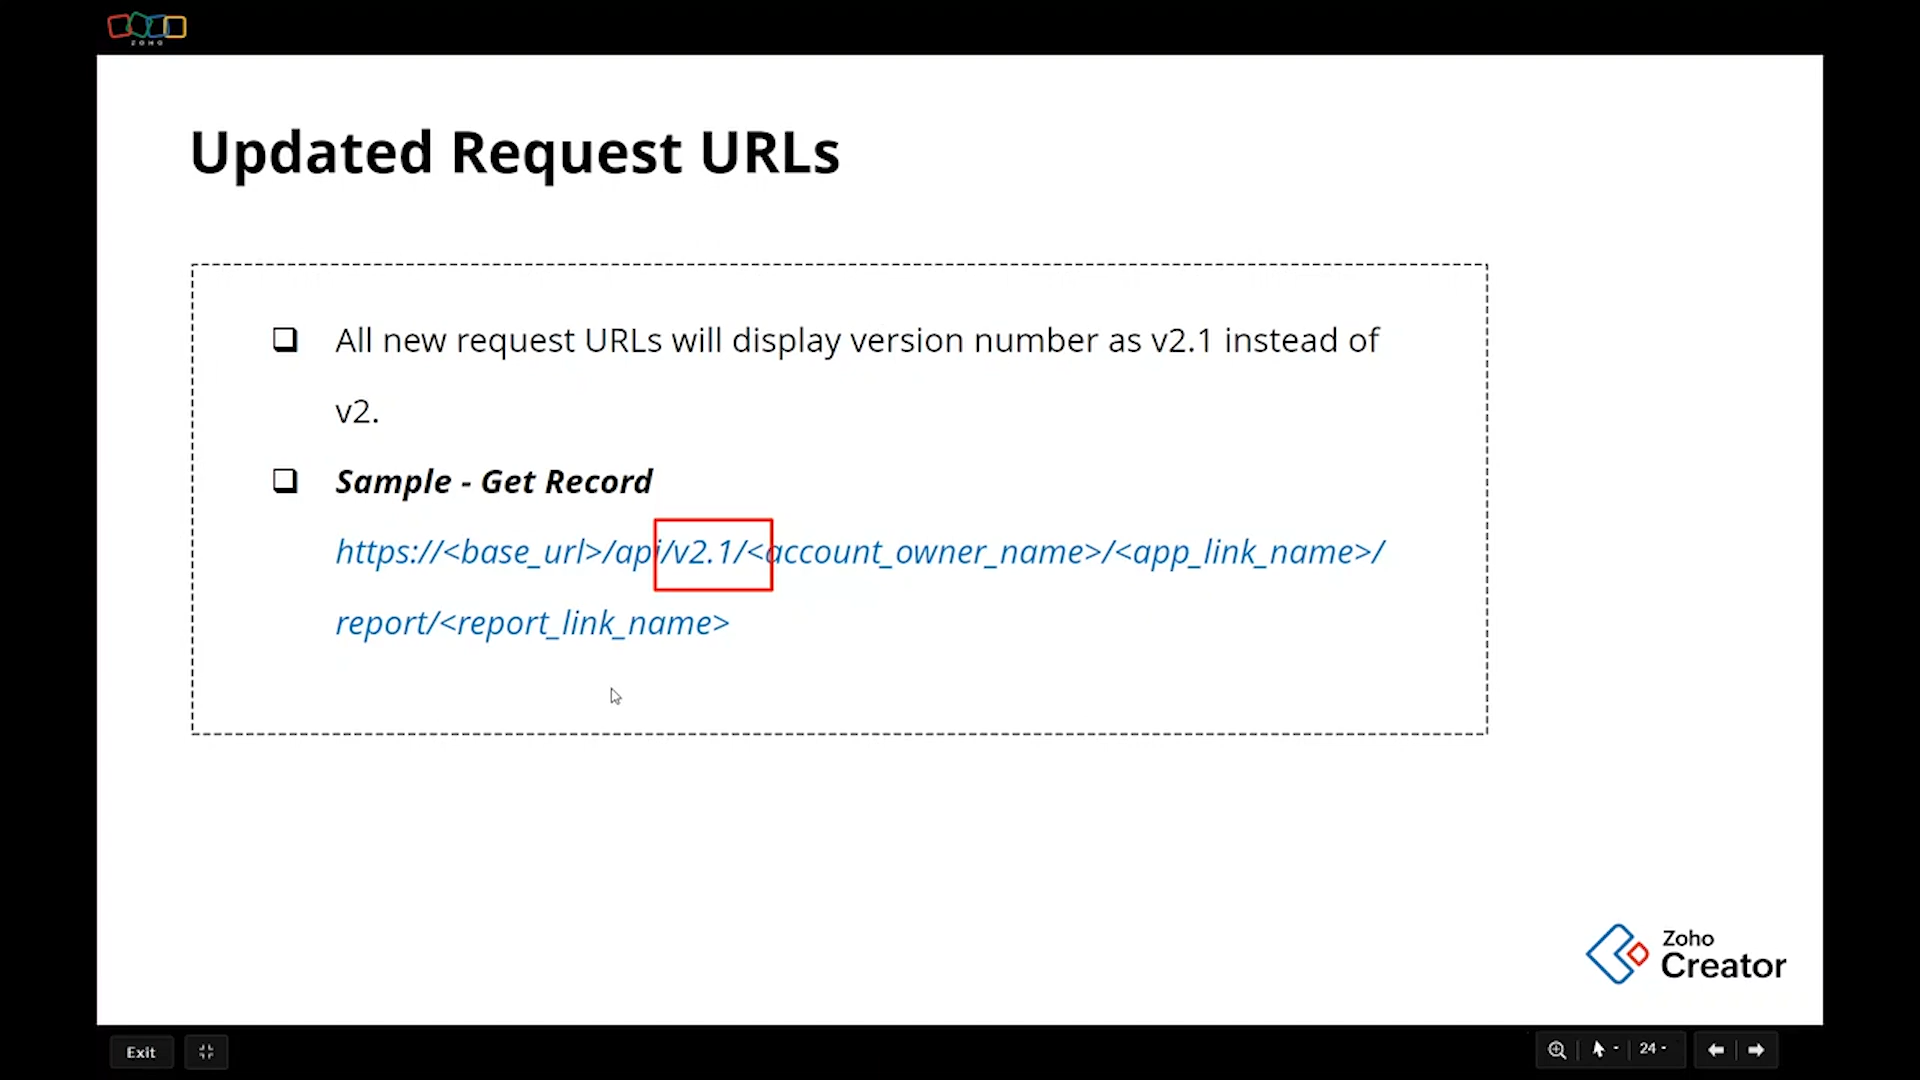 ZOHO
Updated Request URLs
All new request URLs will display version number as v2.1 instead of
v2.
Sample - Get Record
https://<base_url>/api/v2.1/<account_owner_name>/<app_link_name>/
report/<report_link_name>
Zoho
Creator
Exit
24